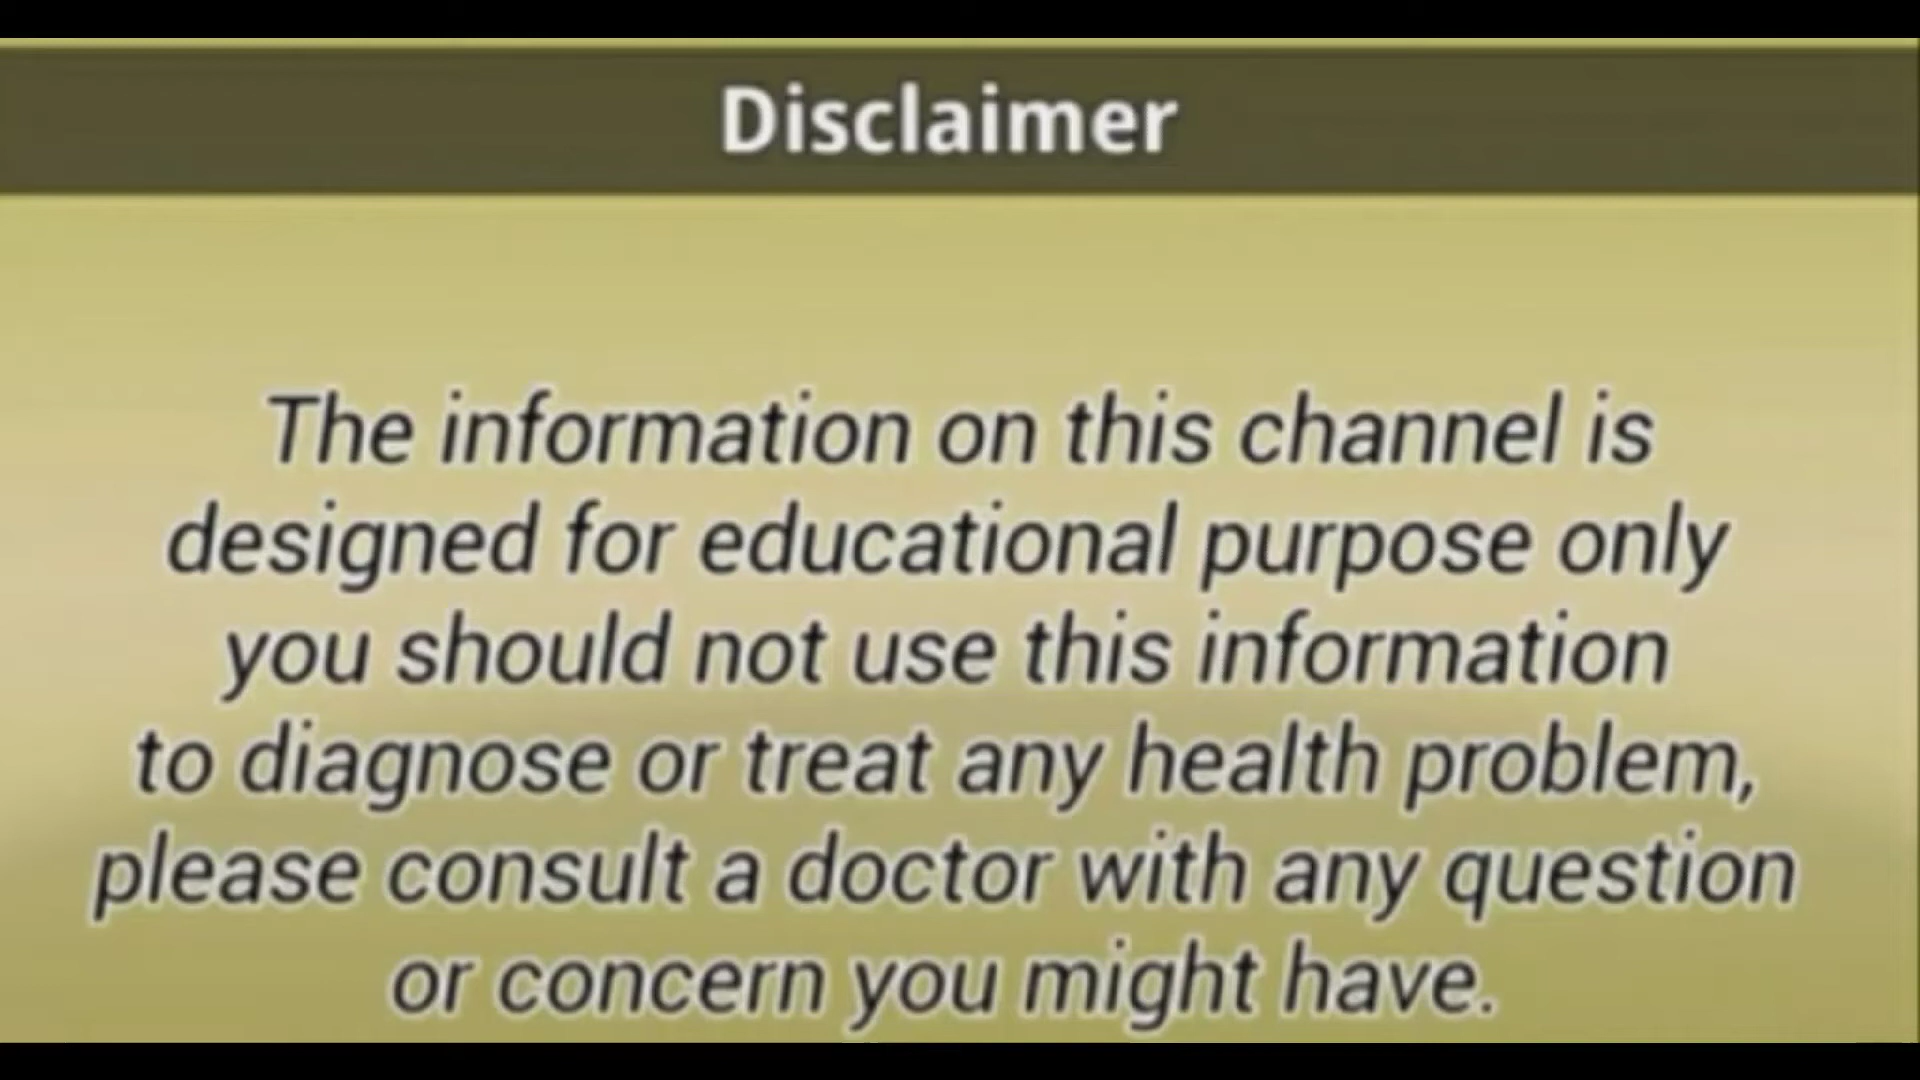 Disclaimer
The information on this channel is
designed for educational purpose only
you should not use this information
to diagnose or treat any health problem,
please consult a doctor with any question
or concern you might have.